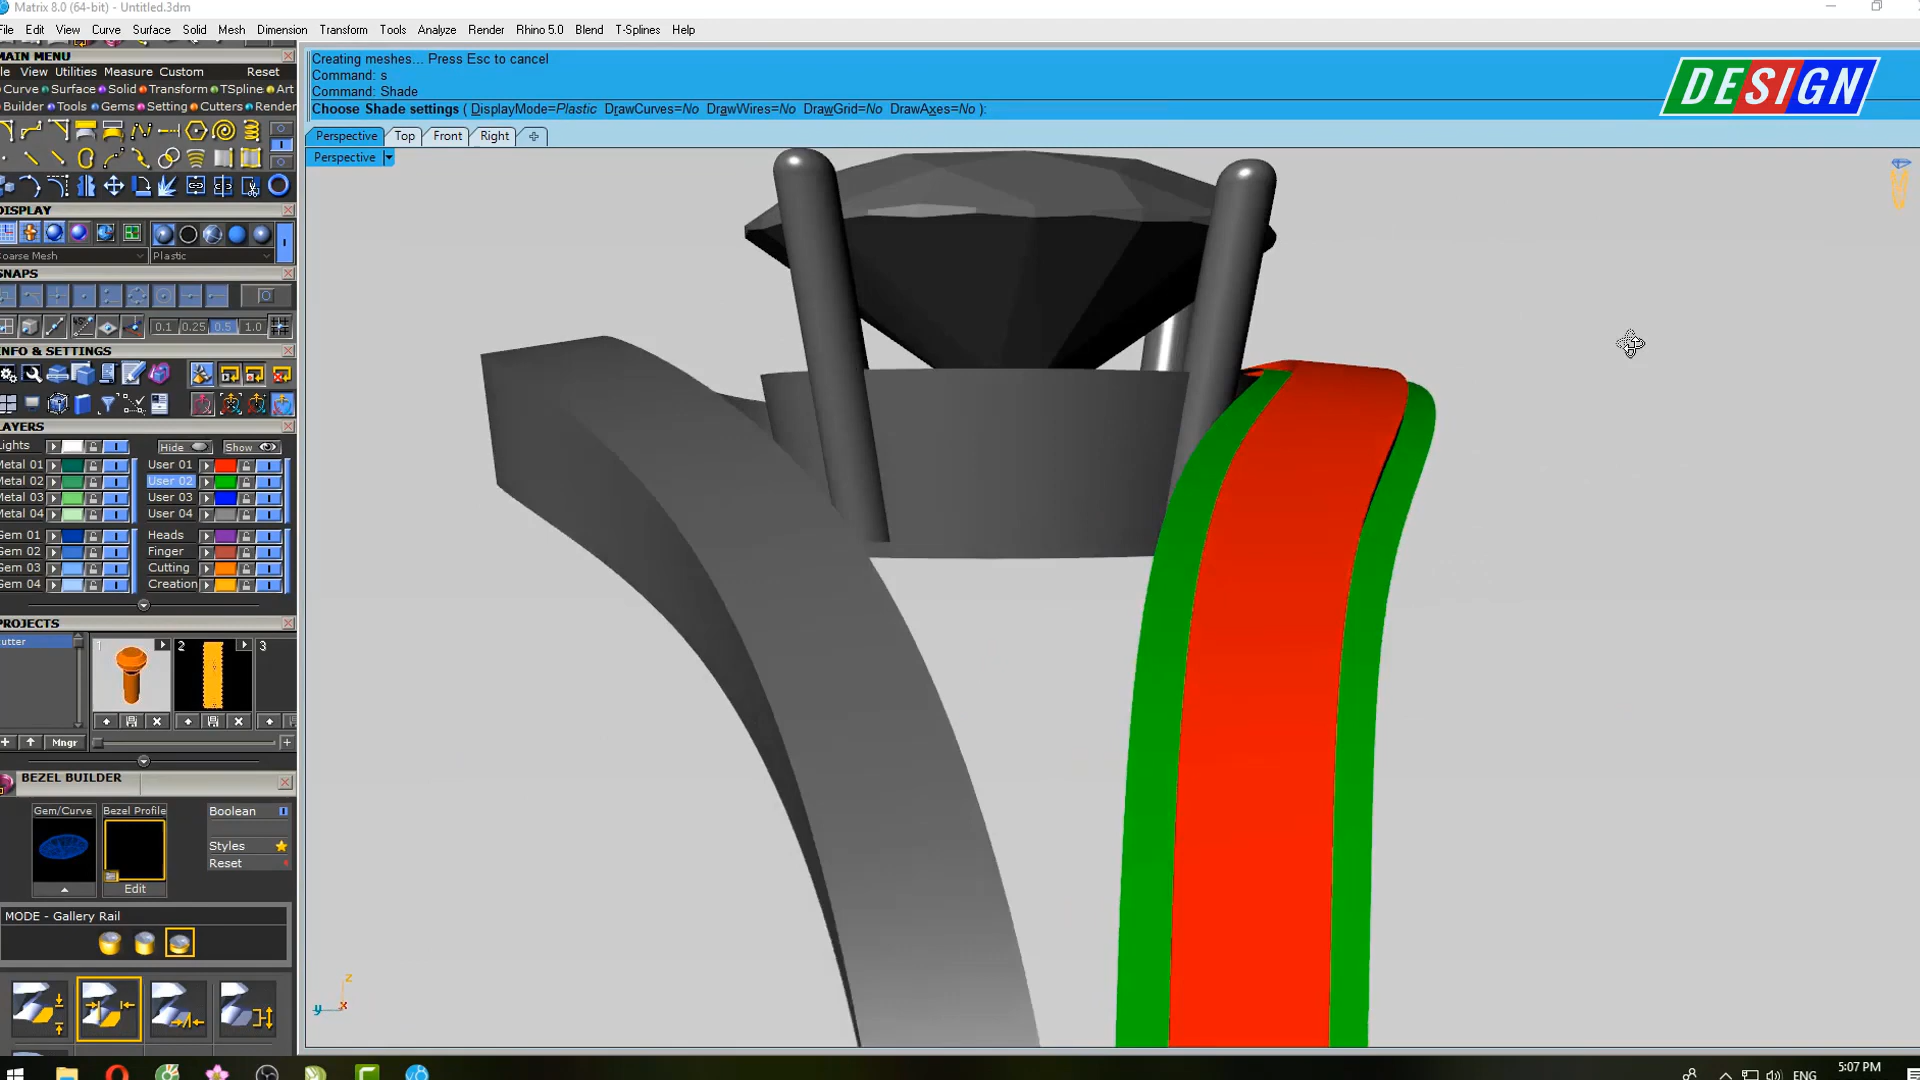 Matrix 8.0 (64-bit) - Untitled.3dm
File Edit View Curve Surface Solid Mesh Dimension Transform Tools Analyze Render Rhino 5.0 Blend T-Splines Help
MAIN MENU
le View Utilities Measure Custom Reset
Curve Surface Solid Transform TSpline Art
Builder Tools Gems Setting Cutters Render
DISPLAY
oarse Mesh Plastic
SNAPS
0.1 0.25 0.5 1.0
INFO & SETTINGS
LAYERS
Lights Hide Show
Metal 01 User 01
Metal 02 User 02
Metal 03 User 03
Metal 04 User 04
Gem 01 Heads
Gem 02 Finger
Gem 03 Cutting
Gem 04 Creation
PROJECTS
utter
1 2 3
Mngr
BEZEL BUILDER
Gem/Curve Bezel Profile Boolean
Styles
Reset
Edit
MODE - Gallery Rail
Creating meshes... Press Esc to cancel
Command: s
Command: Shade
Choose Shade settings ( DisplayMode=Plastic DrawCurves=No DrawWires=No DrawGrid=No DrawAxes=No ):
Perspective Top Front Right
Perspective
DESIGN
z
y x
ENG
5:07 PM